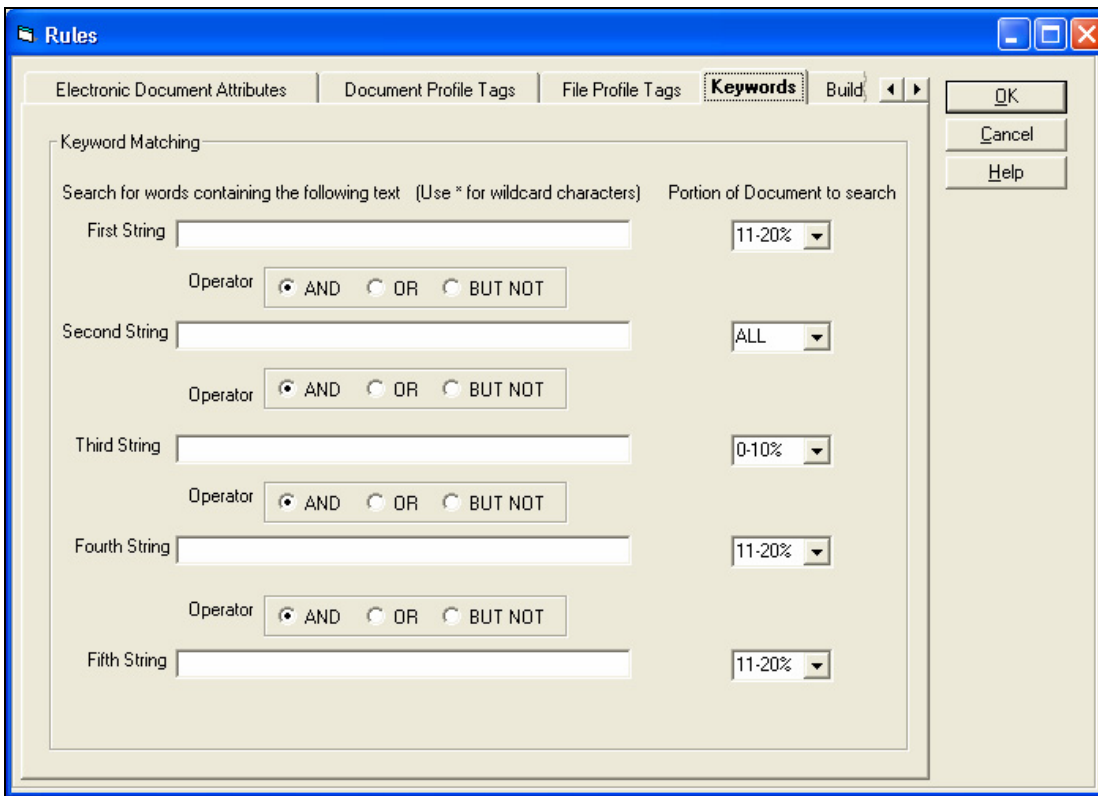 Rules
Electronic Document Attributes Document Profile Tags File Profile Tags Keywords Build
OK
Cancel
Help
Keyword Matching
Search for words containing the following text (Use * for wildcard characters) Portion of Document to search
First String 11-20%
Operator AND OR BUT NOT
Second String ALL
Operator AND OR BUT NOT
Third String 0-10%
Operator AND OR BUT NOT
Fourth String 11-20%
Operator AND OR BUT NOT
Fifth String 11-20%